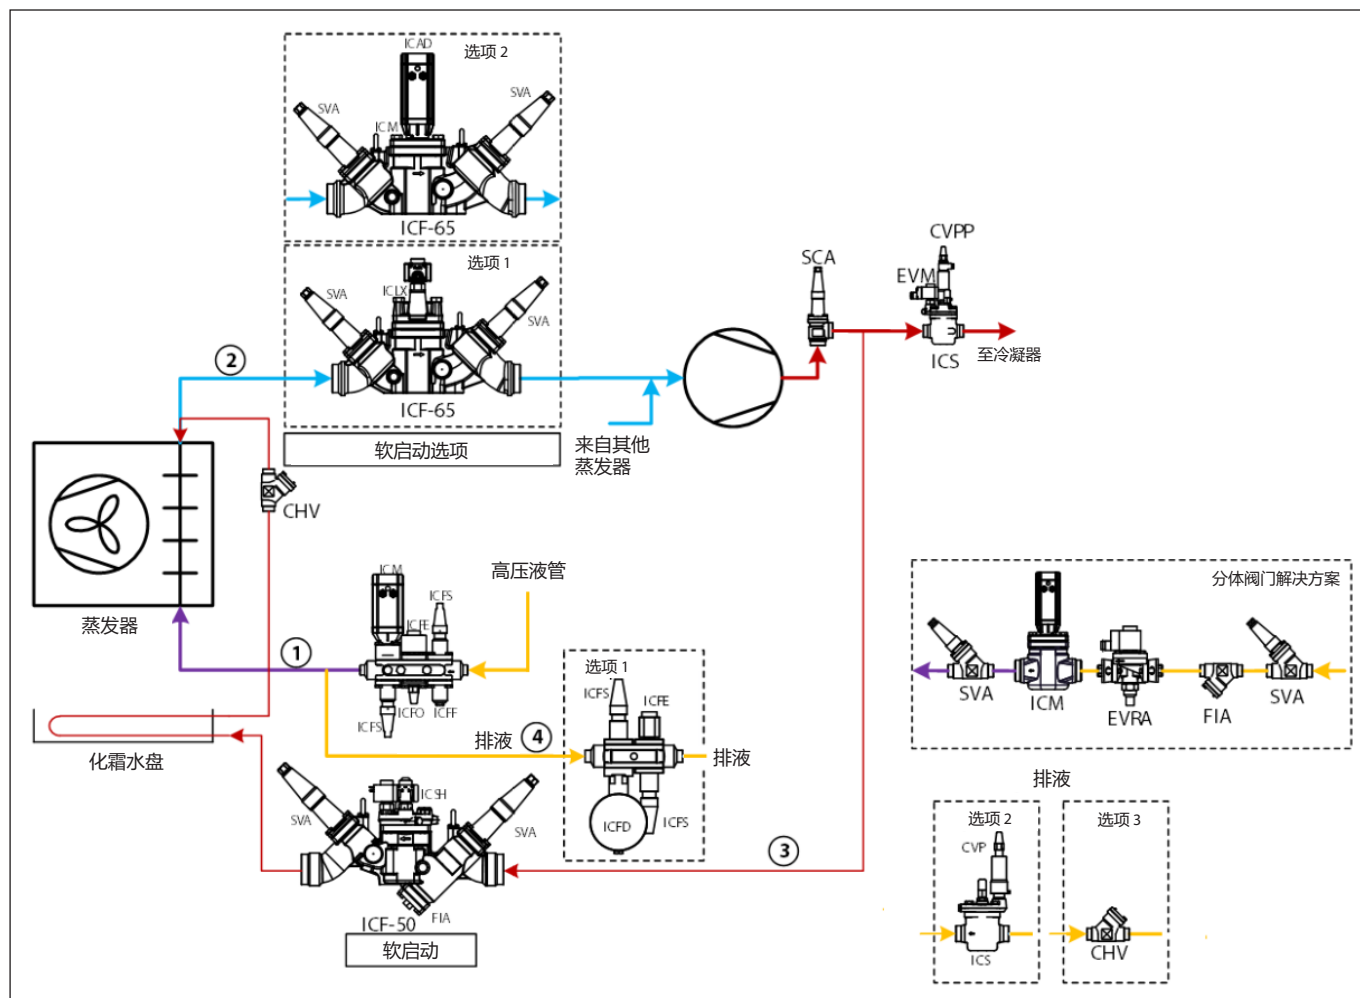 ICAD
选项 2
SVA
SVA
ICM
ICF-65
选项 1
SVA
ICLX
SVA
ICF-65
软启动选项
②
CVPP
SCA
EVM
ICS
至冷凝器
来自其他
蒸发器
CHV
蒸发器
①
ICM
ICFS
ICFE
高压液管
ICFS
ICFO
ICFF
化霜水盘
排液
④
选项 1
ICFS
ICFE
ICFD
ICFS
排液
分体阀门解决方案
SVA
ICM
EVRA
FIA
SVA
SVA
ICSH
SVA
FIA
ICF-50
软启动
③
排液
选项 2
CVP
ICS
选项 3
CHV